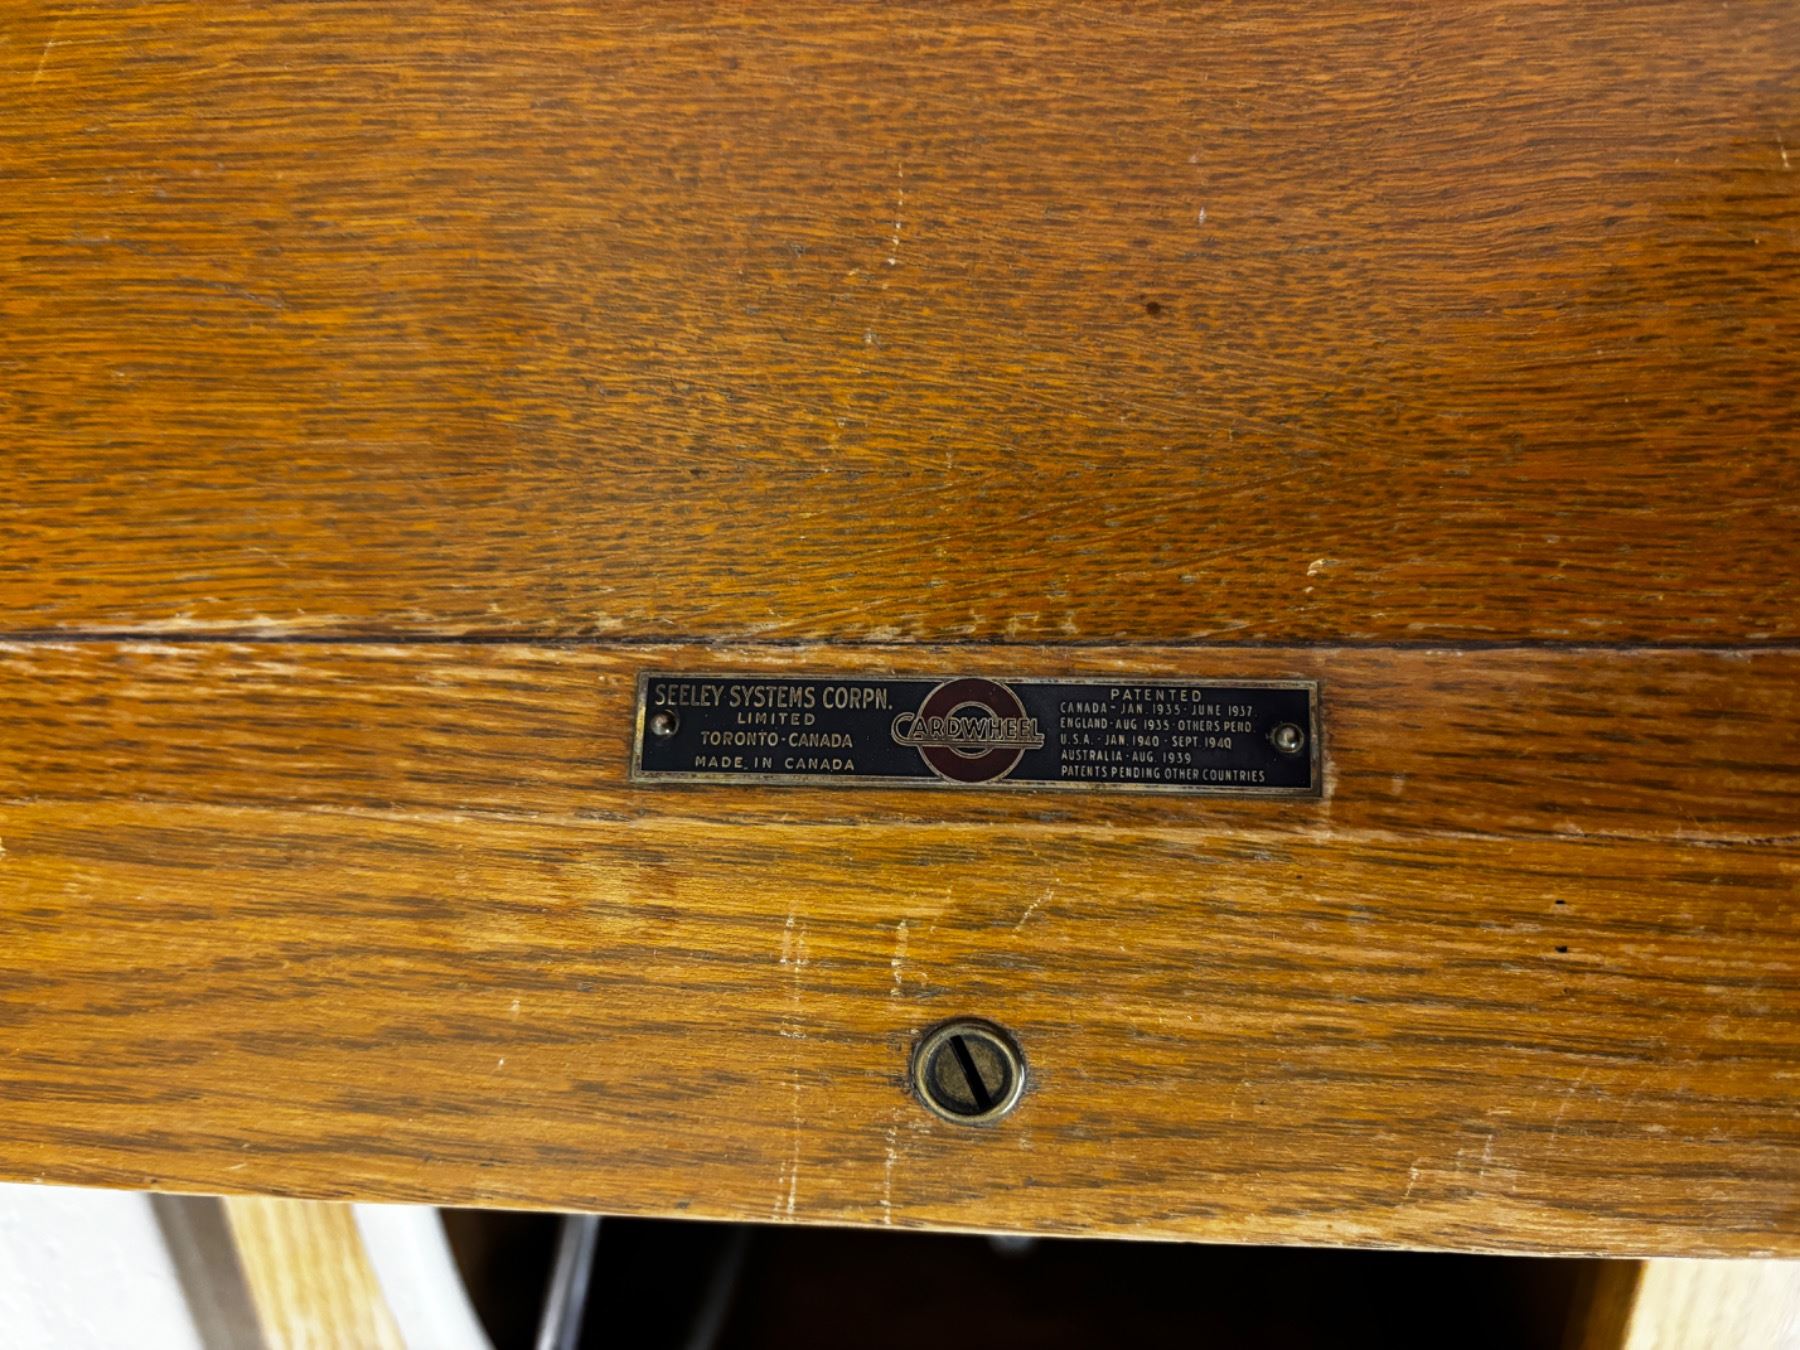 SEELEY SYSTEMS CORPN.
LIMITED
TORONTO - CANADA
MADE IN CANADA
CARDWHEEL
PATENTED
CANADA - JAN. 1935 - JUNE 1937.
ENGLAND - AUG 1935 - OTHERS PEND.
U.S.A. - JAN. 1940 - SEPT. 1940
AUSTRALIA - AUG. 1939
PATENTS PENDING OTHER COUNTRIES